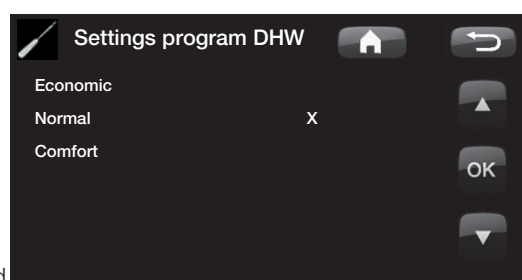 Settings program DHW
Economic
Normal X
Comfort
OK
d